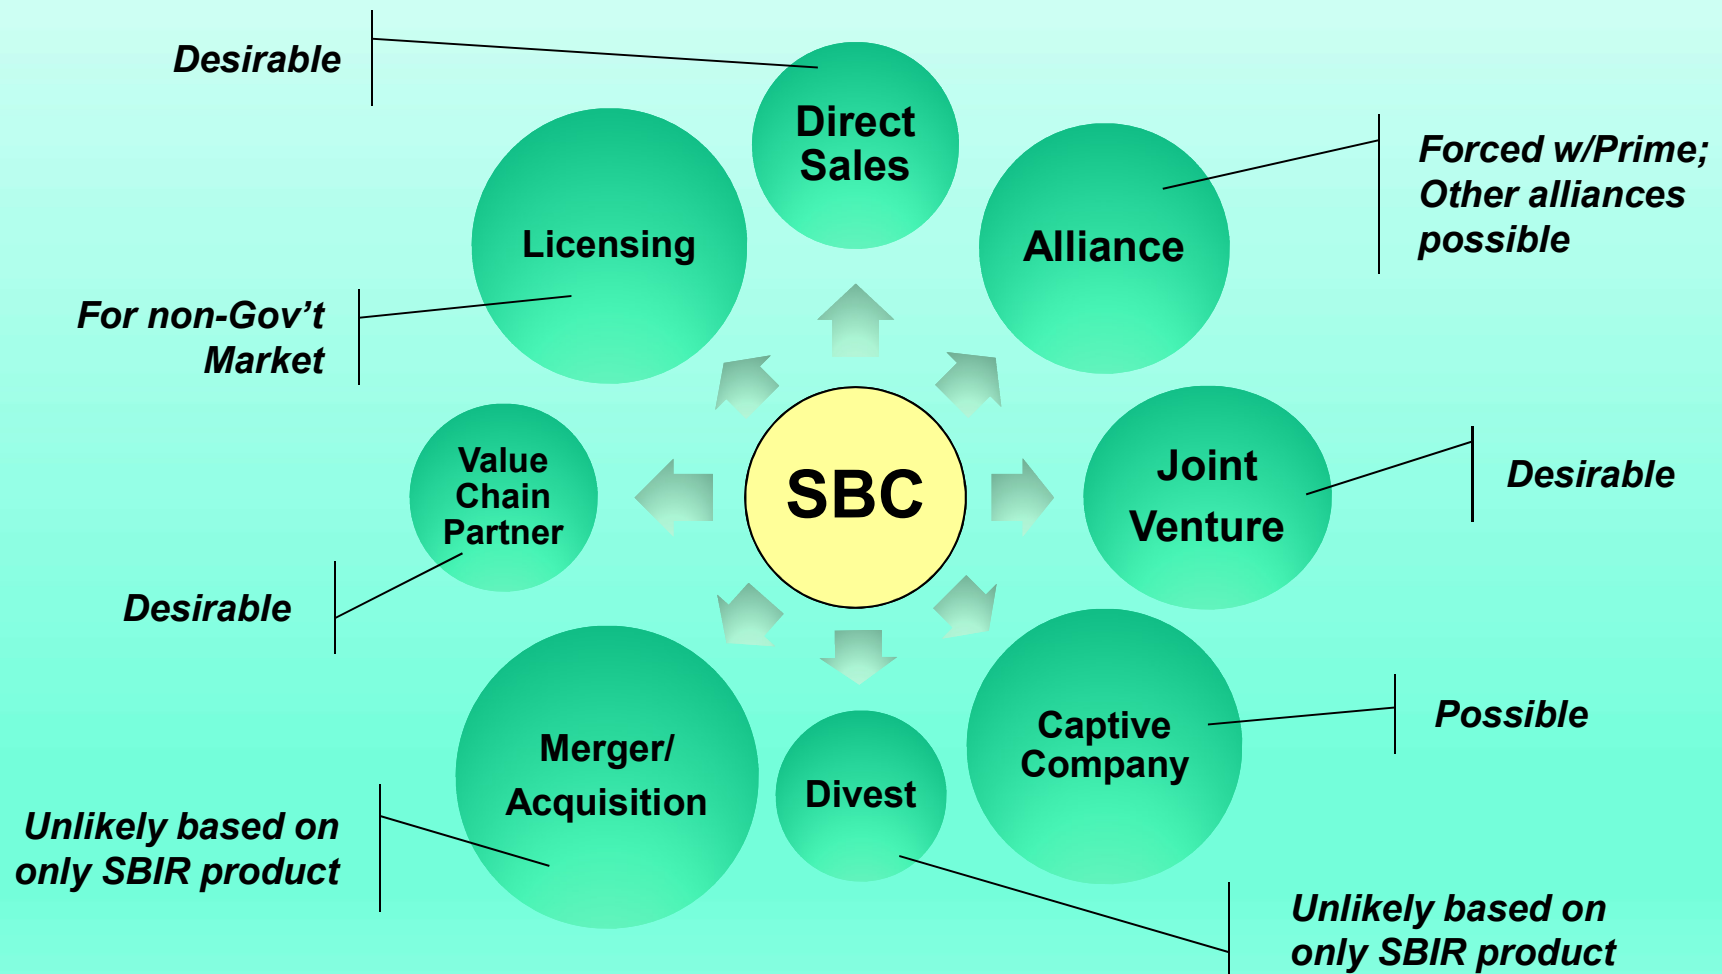 Desirable
Direct
Sales
Forced w/Prime;
Other alliances
possible
Licensing
Alliance
For non-Gov’t
Market
Value
Chain
Partner
SBC
Joint
Venture
Desirable
Desirable
Merger/
Acquisition
Divest
Captive
Company
Possible
Unlikely based on
only SBIR product
Unlikely based on
only SBIR product